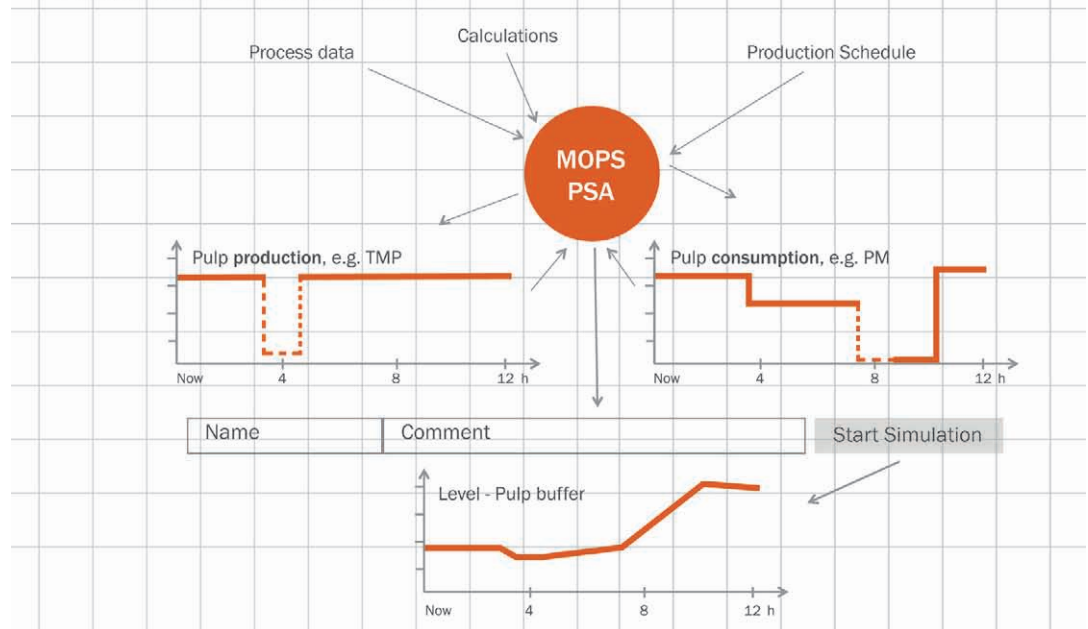 Calculations
Process data
Production Schedule
MOPS
PSA
Pulp production, e.g. TMP
Now 4 8 12 h
Pulp consumption, e.g. PM
Now 4 8 12 h
Name
Comment
Start Simulation
Level - Pulp buffer
Now 4 8 12 h